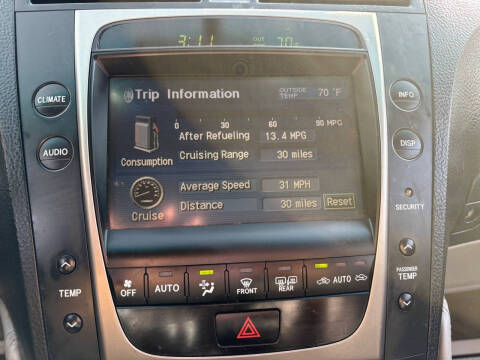 3:11 OUT 70
Trip Information OUTSIDE TEMP 70 °F
0 30 60 90 MPG
After Refueling 13.4 MPG
Consumption
Cruising Range 30 miles
Average Speed 31 MPH
Cruise
Distance 30 miles Reset
CLIMATE
AUDIO
INFO
DISP
SECURITY
TEMP
PASSENGER TEMP
OFF
AUTO
FRONT
REAR
AUTO